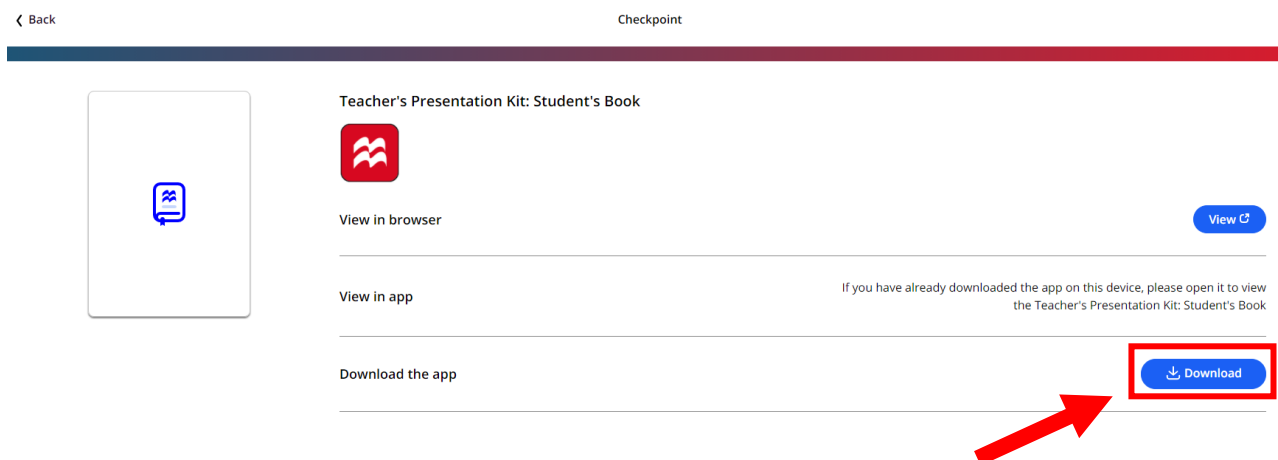 Back
Checkpoint
Teacher's Presentation Kit: Student's Book
View in browser
View
View in app
If you have already downloaded the app on this device, please open it to view
the Teacher's Presentation Kit: Student's Book
Download the app
Download